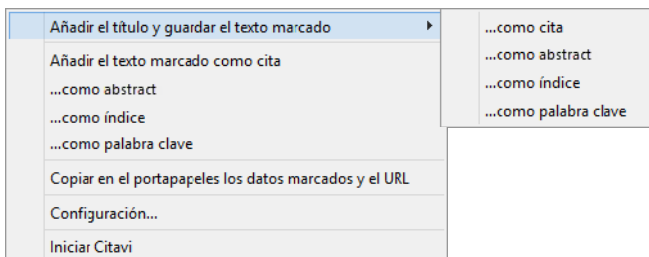 Añadir el título y guardar el texto marcado
Añadir el texto marcado como cita
...como abstract
...como índice
...como palabra clave
Copiar en el portapapeles los datos marcados y el URL
Configuración...
Iniciar Citavi
...como cita
...como abstract
...como índice
...como palabra clave